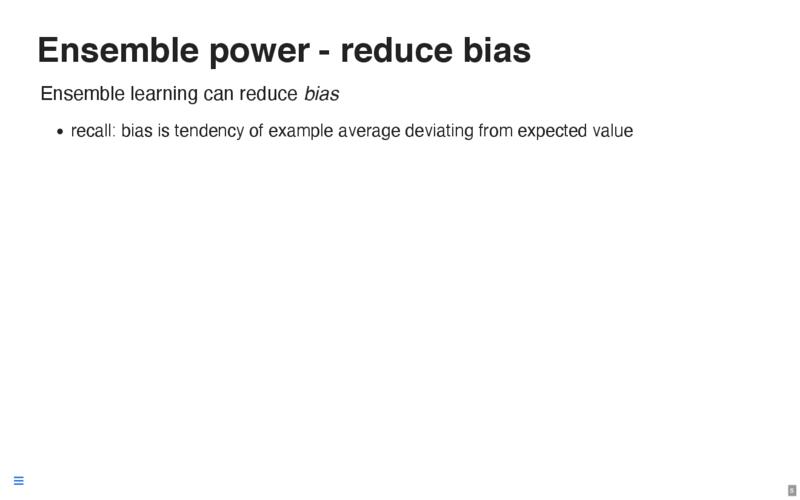 Ensemble power - reduce bias
Ensemble learning can reduce bias
• recall: bias is tendency of example average deviating from expected value